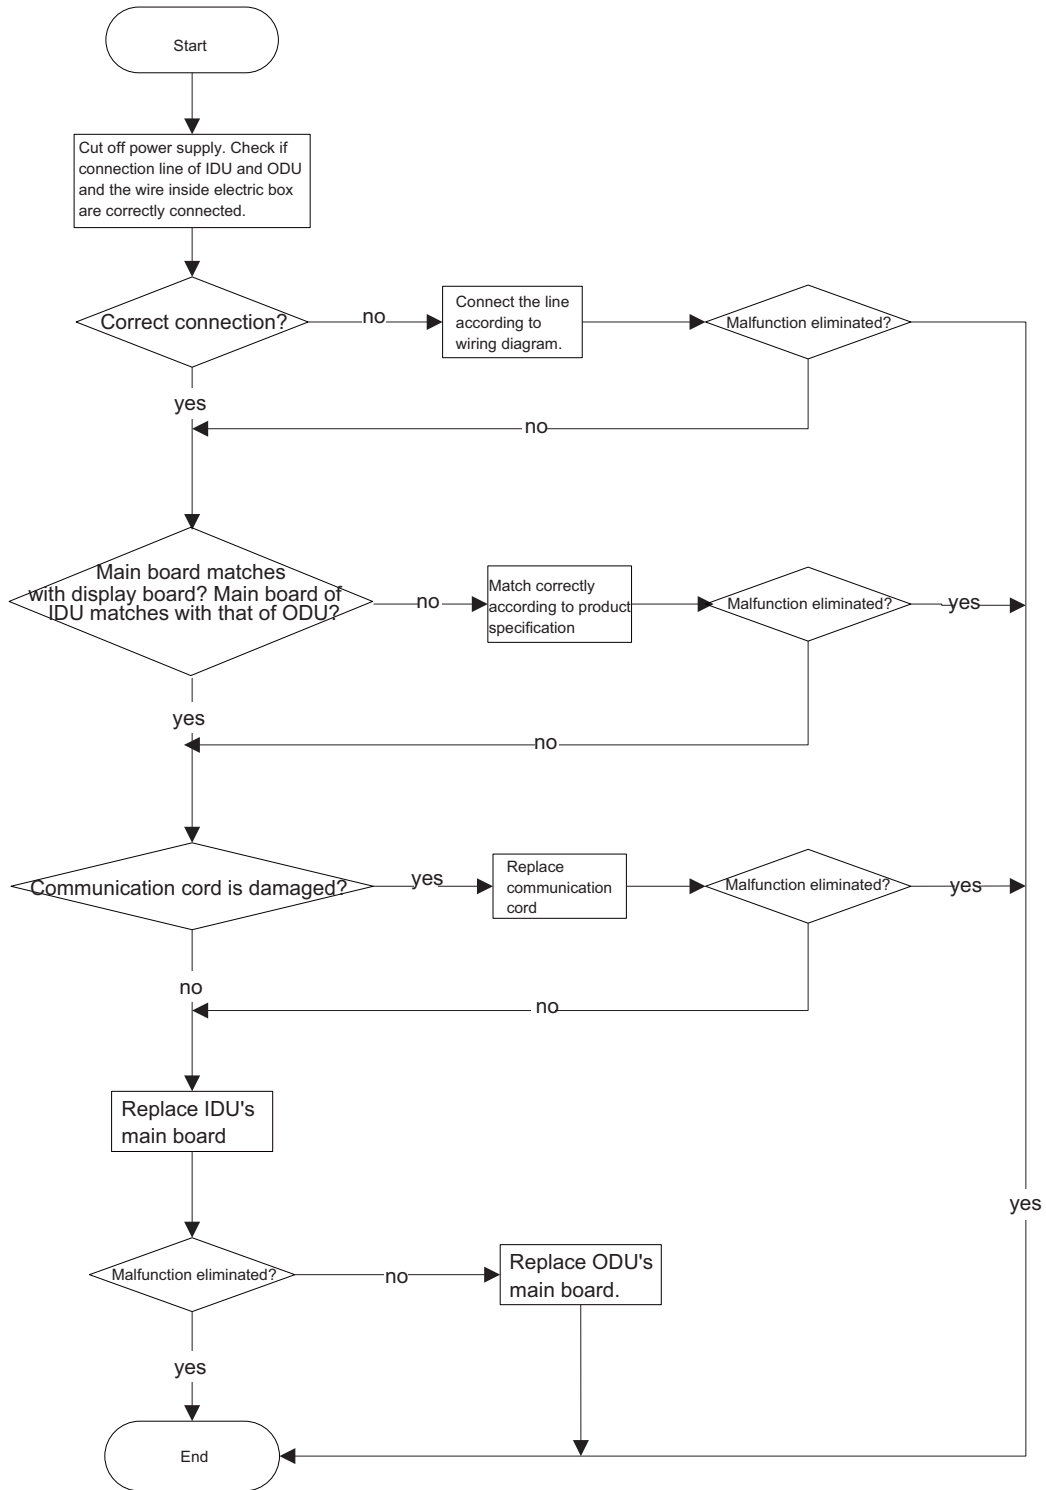 Start
Cut off power supply. Check if
connection line of IDU and ODU
and the wire inside electric box
are correctly connected.
Correct connection?
no
Connect the line
according to
wiring diagram.
Malfunction eliminated?
yes
no
Main board matches
with display board? Main board of
IDU matches with that of ODU?
no
Match correctly
according to product
specification
Malfunction eliminated?
yes
yes
no
Communication cord is damaged?
yes
Replace
communication
cord
Malfunction eliminated?
yes
no
no
Replace IDU's
main board
yes
Malfunction eliminated?
no
Replace ODU's
main board.
yes
End